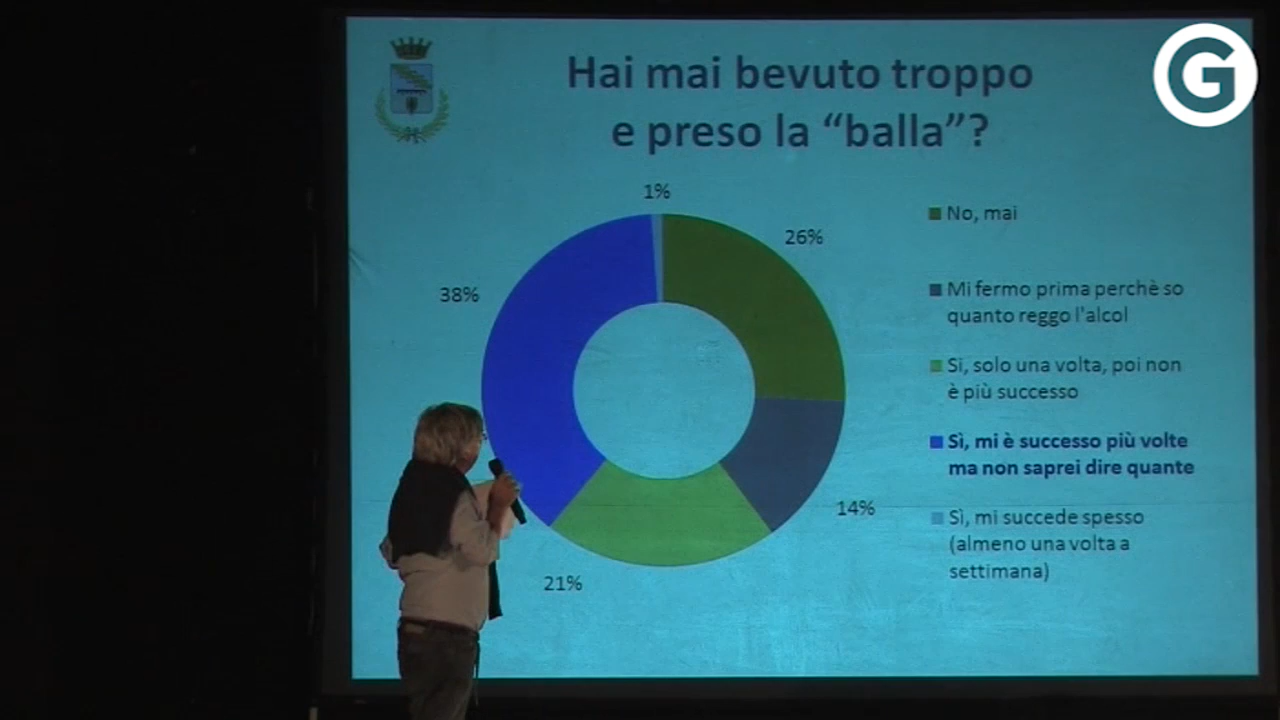 G
Hai mai bevuto troppo
e preso la “balla”?
1%
26%
38%
14%
21%
No, mai
Mi fermo prima perchè so
quanto reggo l'alcol
Si, solo una volta, poi non
è più successo
Sì, mi è successo più volte
ma non saprei dire quante
Sì, mi succede spesso
(almeno una volta a
settimana)